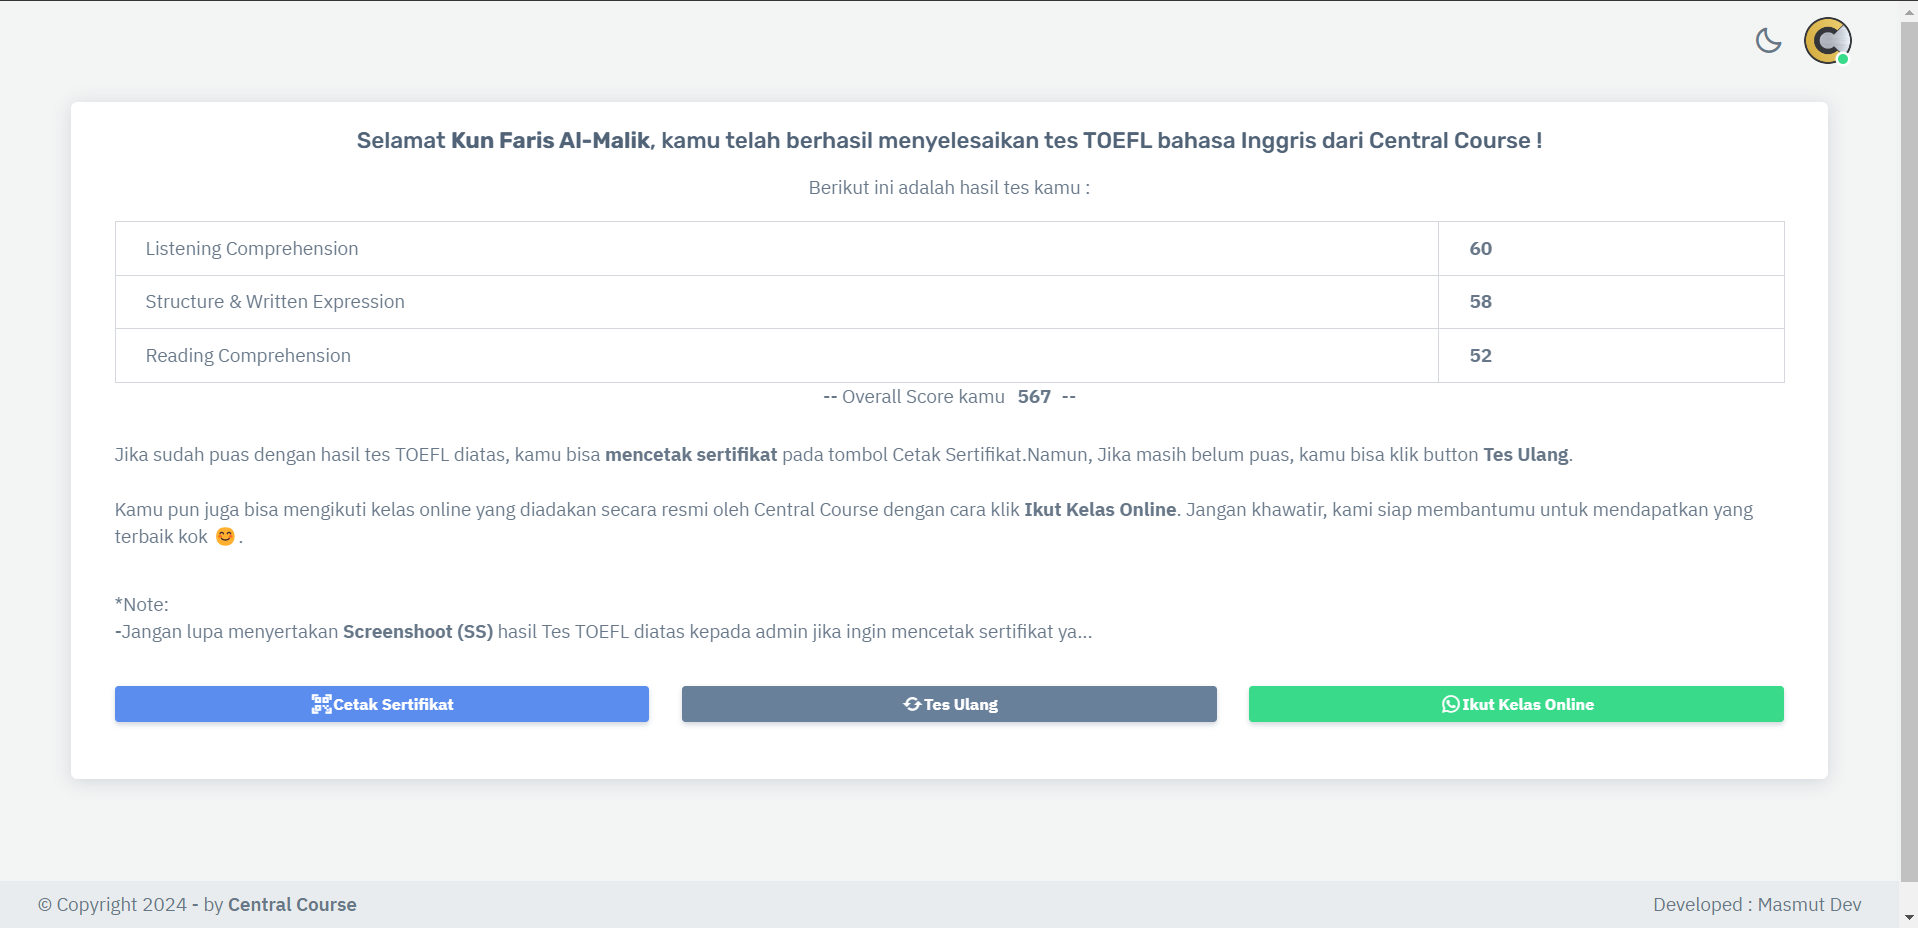 Selamat Kun Faris Al-Malik, kamu telah berhasil menyelesaikan tes TOEFL bahasa Inggris dari Central Course !
Berikut ini adalah hasil tes kamu :
Listening Comprehension 60
Structure & Written Expression 58
Reading Comprehension 52
-- Overall Score kamu 567 --
Jika sudah puas dengan hasil tes TOEFL diatas, kamu bisa mencetak sertifikat pada tombol Cetak Sertifikat.Namun, Jika masih belum puas, kamu bisa klik button Tes Ulang.
Kamu pun juga bisa mengikuti kelas online yang diadakan secara resmi oleh Central Course dengan cara klik Ikut Kelas Online. Jangan khawatir, kami siap membantumu untuk mendapatkan yang
terbaik kok 😊 .
*Note:
-Jangan lupa menyertakan Screenshoot (SS) hasil Tes TOEFL diatas kepada admin jika ingin mencetak sertifikat ya...
Cetak Sertifikat
Tes Ulang
Ikut Kelas Online
© Copyright 2024 - by Central Course
Developed : Masmut Dev